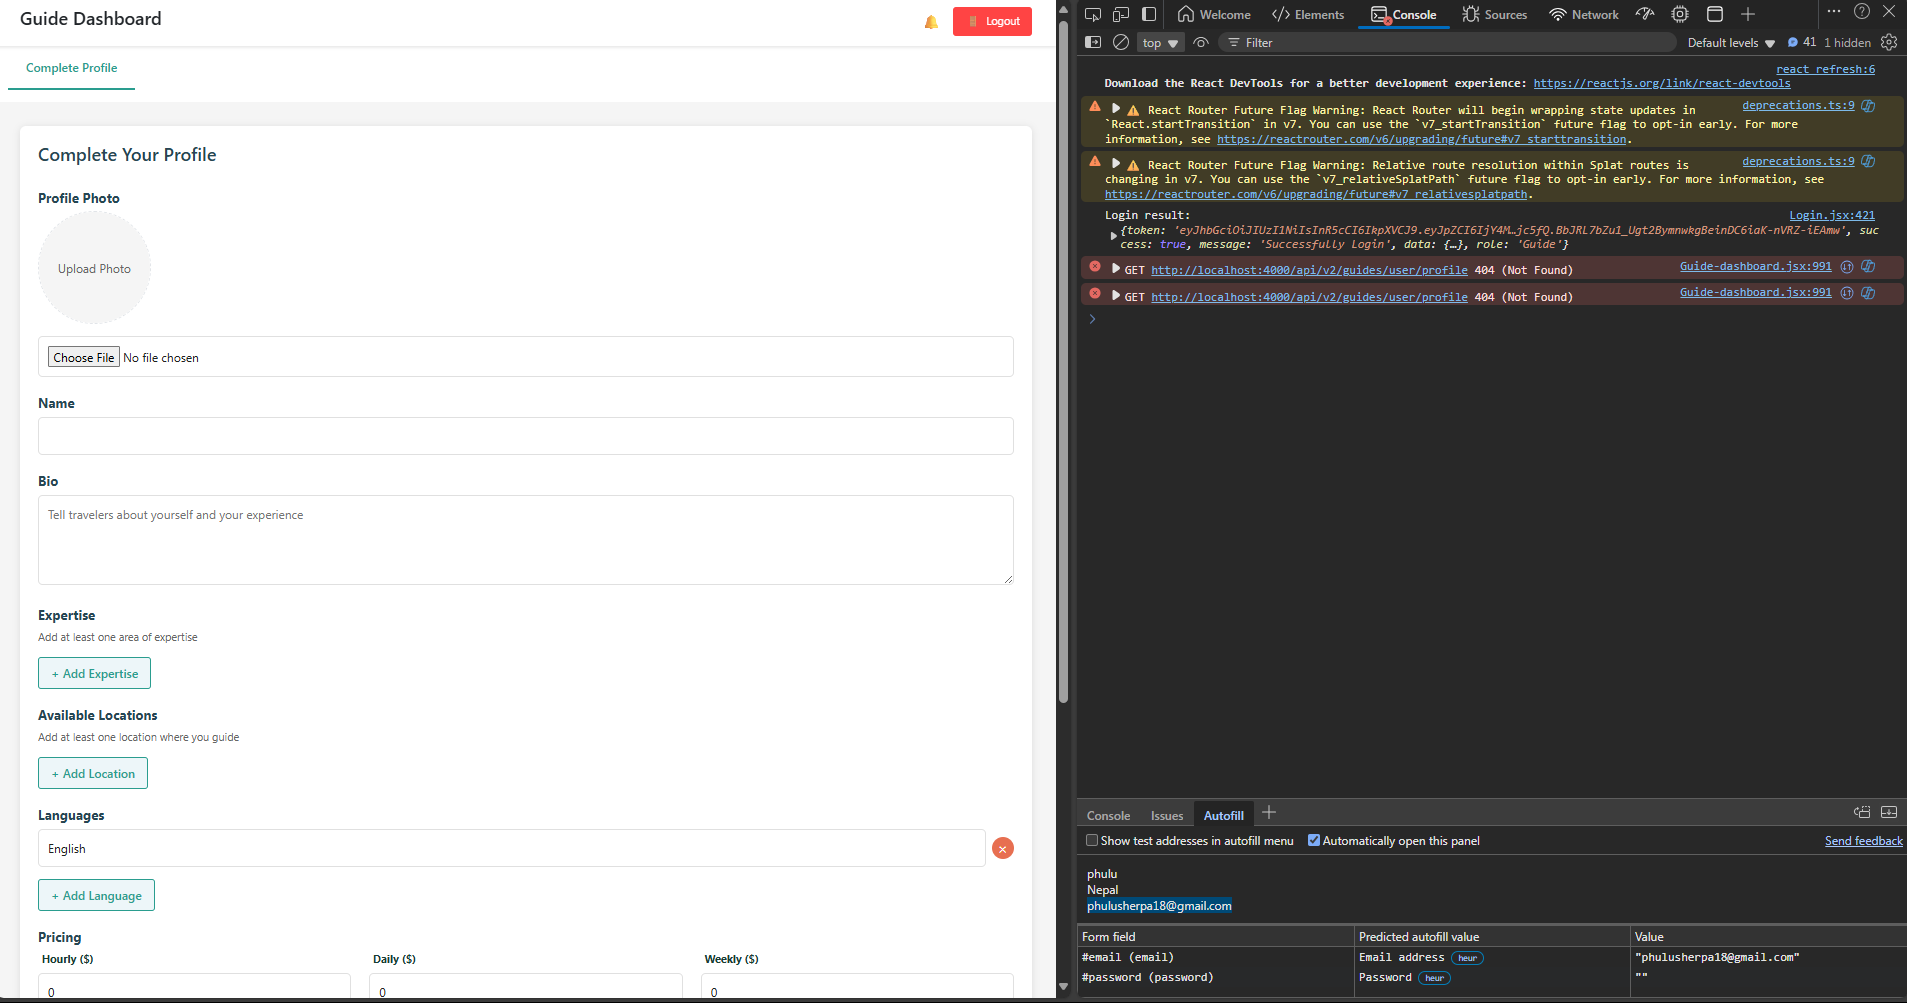 Guide Dashboard
Logout
Complete Profile
Complete Your Profile
Profile Photo
Upload Photo
Choose File No file chosen
Name
Bio
Tell travelers about yourself and your experience
Expertise
Add at least one area of expertise
+ Add Expertise
Available Locations
Add at least one location where you guide
+ Add Location
Languages
English
+ Add Language
Pricing
Hourly ($) Daily ($) Weekly ($)
0 0 0
Welcome Elements Console Sources Network
top Filter Default levels 41 1 hidden
react refresh:6
Download the React DevTools for a better development experience: https://reactjs.org/link/react-devtools
React Router Future Flag Warning: React Router will begin wrapping state updates in deprecations.ts:9
`React.startTransition` in v7. You can use the `v7_startTransition` future flag to opt-in early. For more
information, see https://reactrouter.com/v6/upgrading/future#v7_starttransition.
React Router Future Flag Warning: Relative route resolution within Splat routes is deprecations.ts:9
changing in v7. You can use the `v7_relativeSplatPath` future flag to opt-in early. For more information, see
https://reactrouter.com/v6/upgrading/future#v7_relativesplatpath.
Login result: Login.jsx:421
{token: 'eyJhbGciOiJIUzI1NiIsInR5cCI6IkpXVCJ9.eyJpZCI6IjY4M…jc5fQ.BbJRL7bZu1_Ugt2BymnwkgBeinDC6iaK-nVRZ-iEAmw', suc
cess: true, message: 'Successfully Login', data: {…}, role: 'Guide'}
GET http://localhost:4000/api/v2/guides/user/profile 404 (Not Found) Guide-dashboard.jsx:991
GET http://localhost:4000/api/v2/guides/user/profile 404 (Not Found) Guide-dashboard.jsx:991
Console Issues Autofill
Show test addresses in autofill menu Automatically open this panel Send feedback
phulu
Nepal
phulusherpa18@gmail.com
Form field Predicted autofill value Value
#email (email) Email address heur "phulusherpa18@gmail.com"
#password (password) Password heur ""